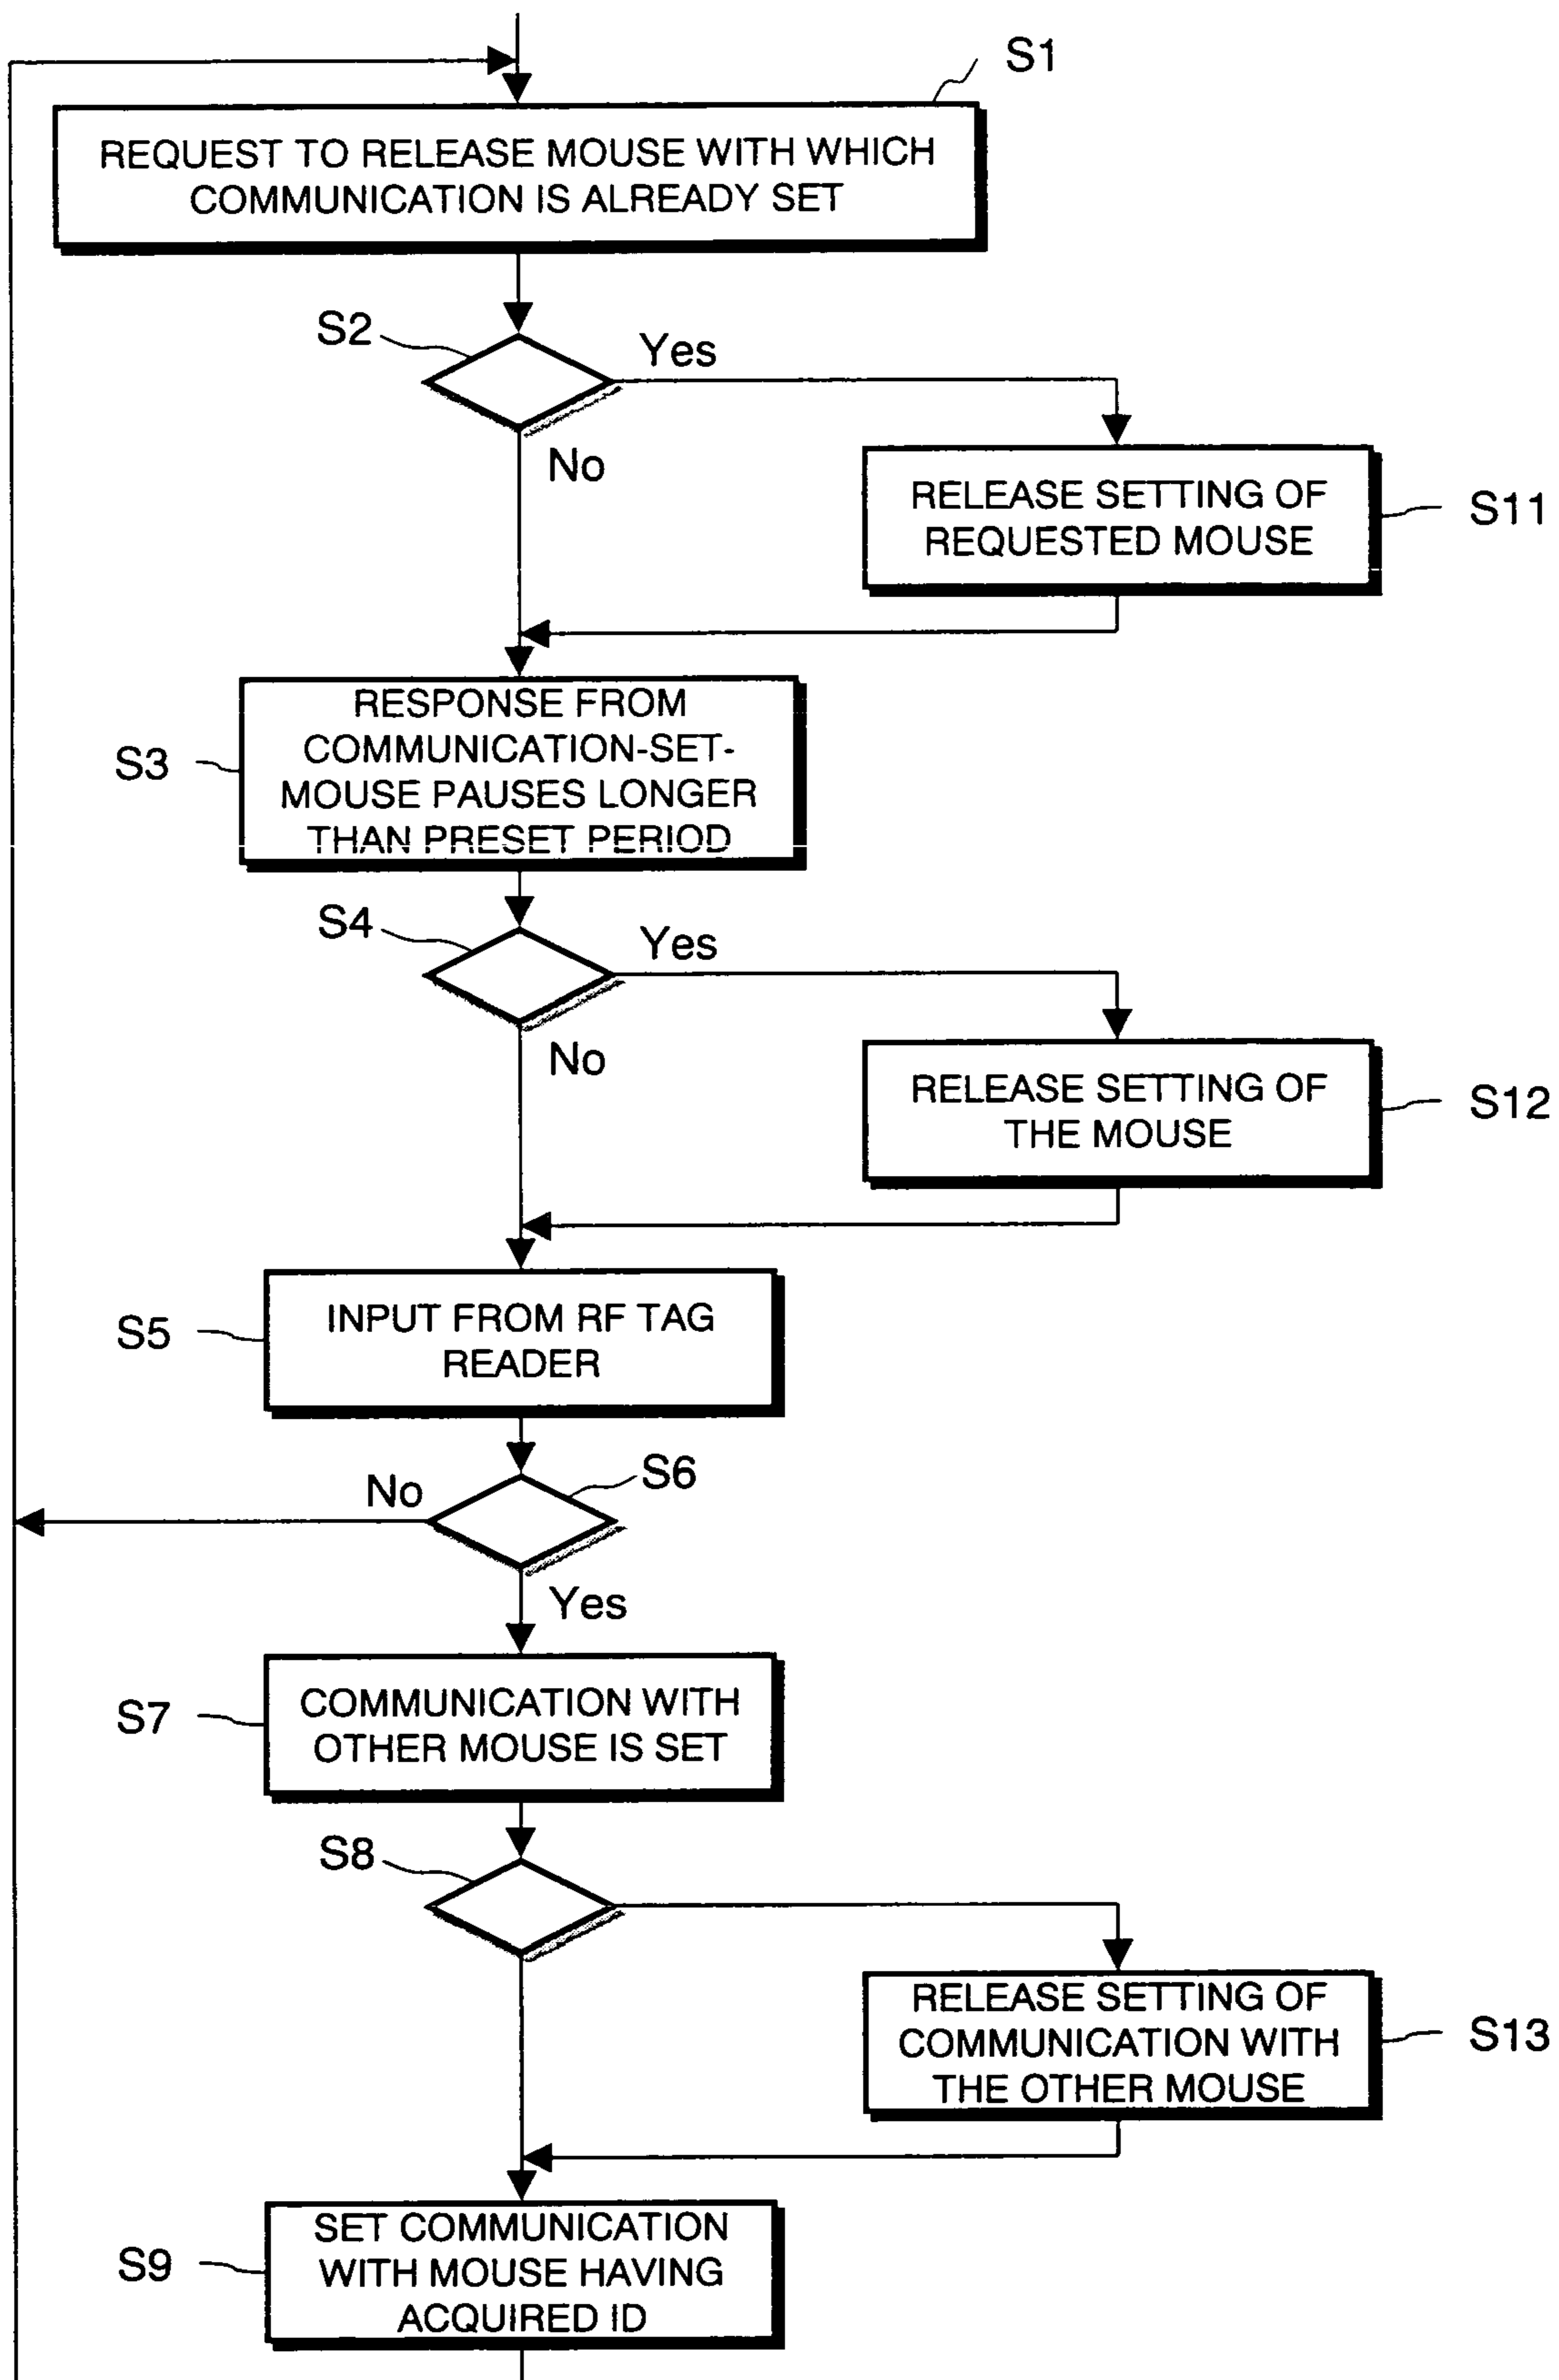 S1
REQUEST TO RELEASE MOUSE WITH WHICH
COMMUNICATION IS ALREADY SET
S2
Yes
No
RELEASE SETTING OF
REQUESTED MOUSE
S11
RESPONSE FROM
COMMUNICATION-SET-
MOUSE PAUSES LONGER
THAN PRESET PERIOD
S3
S4
Yes
No
RELEASE SETTING OF
THE MOUSE
S12
INPUT FROM RF TAG
READER
S5
S6
No
Yes
COMMUNICATION WITH
OTHER MOUSE IS SET
S7
S8
RELEASE SETTING OF
COMMUNICATION WITH
THE OTHER MOUSE
S13
SET COMMUNICATION
WITH MOUSE HAVING
ACQUIRED ID
S9